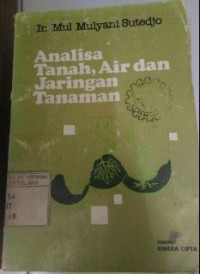 Ir. Mul Mulyani Sutedjo
Analisa
Tanah, Air dan
Jaringan
Tanaman
RINEKA CIPTA